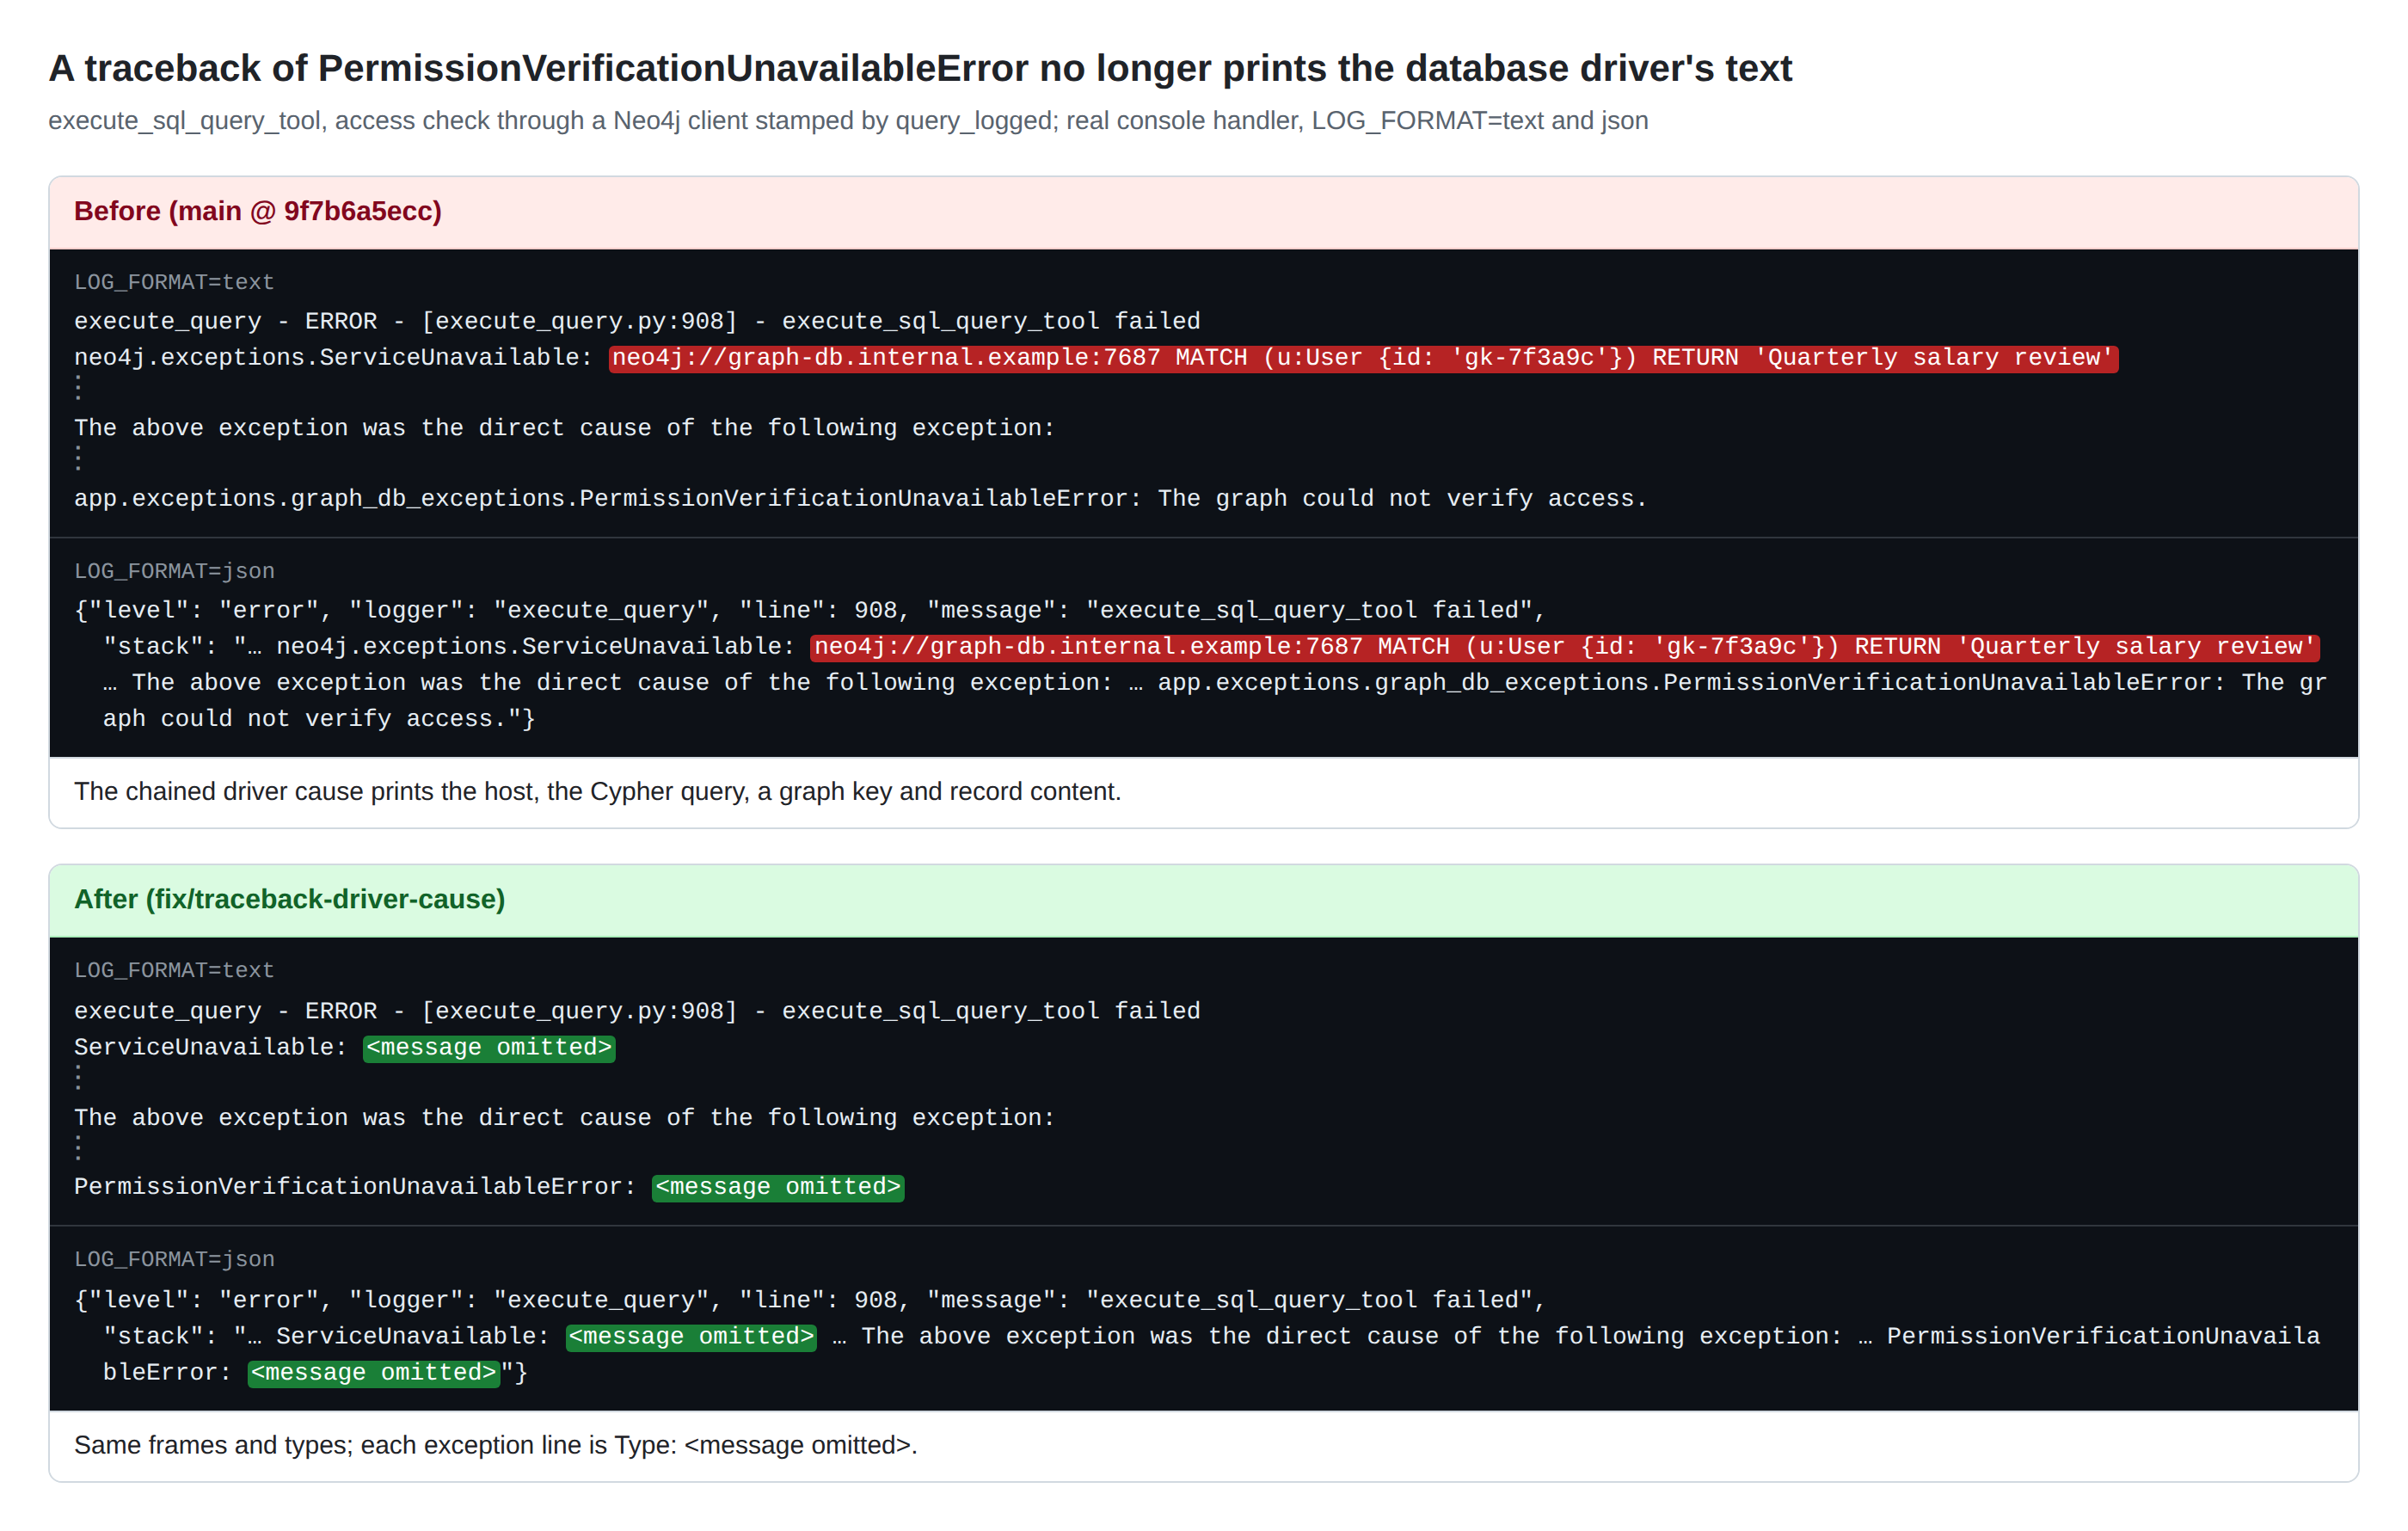 A traceback of PermissionVerificationUnavailableError no longer prints the database driver's text
execute_sql_query_tool, access check through a Neo4j client stamped by query_logged; real console handler, LOG_FORMAT=text and json
Before (main @ 9f7b6a5ecc)
LOG_FORMAT=text
execute_query - ERROR - [execute_query.py:908] - execute_sql_query_tool failed
neo4j.exceptions.ServiceUnavailable: neo4j://graph-db.internal.example:7687 MATCH (u:User {id: 'gk-7f3a9c'}) RETURN 'Quarterly salary review'
⋮
The above exception was the direct cause of the following exception:
⋮
app.exceptions.graph_db_exceptions.PermissionVerificationUnavailableError: The graph could not verify access.
LOG_FORMAT=json
{"level": "error", "logger": "execute_query", "line": 908, "message": "execute_sql_query_tool failed",
"stack": "… neo4j.exceptions.ServiceUnavailable: neo4j://graph-db.internal.example:7687 MATCH (u:User {id: 'gk-7f3a9c'}) RETURN 'Quarterly salary review'
… The above exception was the direct cause of the following exception: … app.exceptions.graph_db_exceptions.PermissionVerificationUnavailableError: The gr
aph could not verify access."}
The chained driver cause prints the host, the Cypher query, a graph key and record content.
After (fix/traceback-driver-cause)
LOG_FORMAT=text
execute_query - ERROR - [execute_query.py:908] - execute_sql_query_tool failed
ServiceUnavailable: <message omitted>
⋮
The above exception was the direct cause of the following exception:
⋮
PermissionVerificationUnavailableError: <message omitted>
LOG_FORMAT=json
{"level": "error", "logger": "execute_query", "line": 908, "message": "execute_sql_query_tool failed",
"stack": "… ServiceUnavailable: <message omitted> … The above exception was the direct cause of the following exception: … PermissionVerificationUnavaila
bleError: <message omitted>"}
Same frames and types; each exception line is Type: <message omitted>.